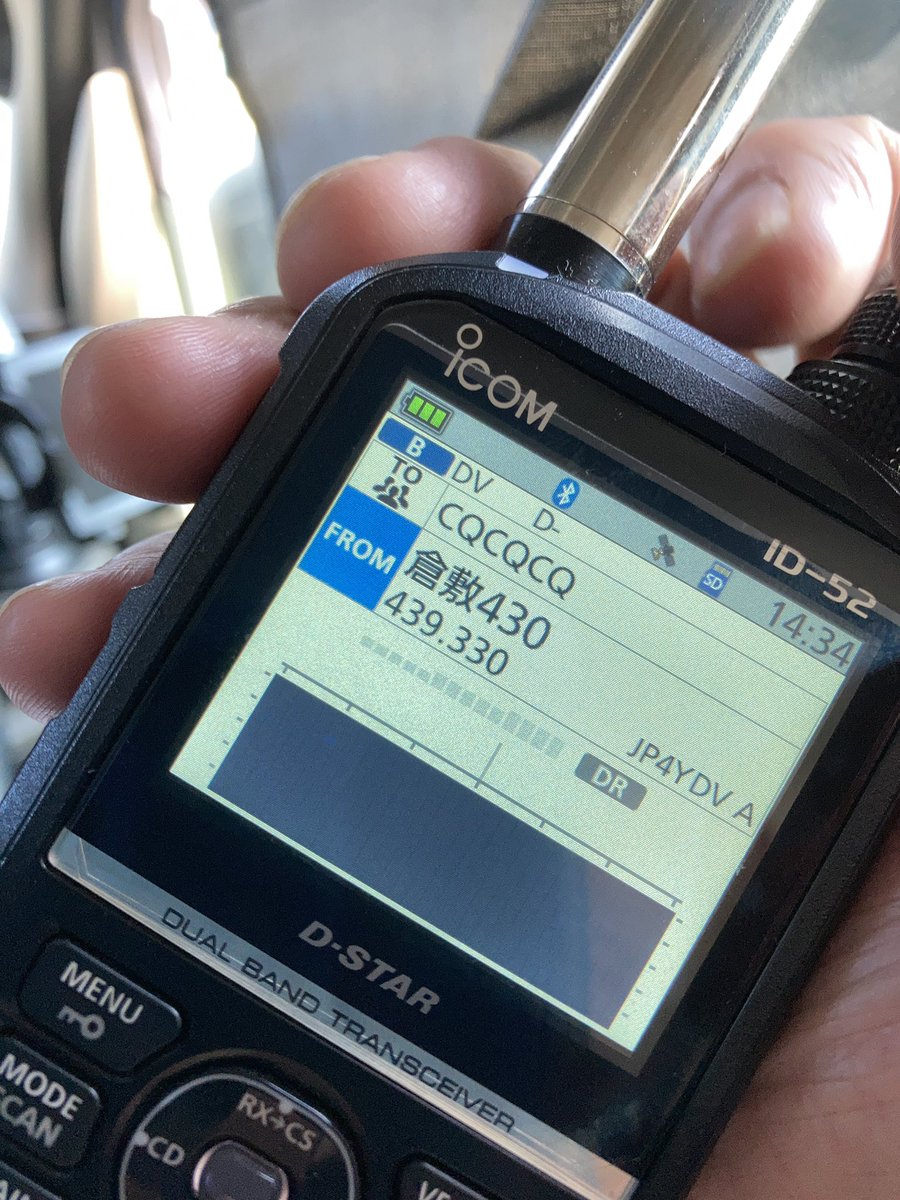 ICOM
ID-52
14:34
B
DV
D-
SD
TO
CQCQCQ
FROM
倉敷430
439.330
JP4YDV A
DR
D-STAR
DUAL BAND TRANSCEIVER
MENU
MODE
SCAN
RX→CS
CD